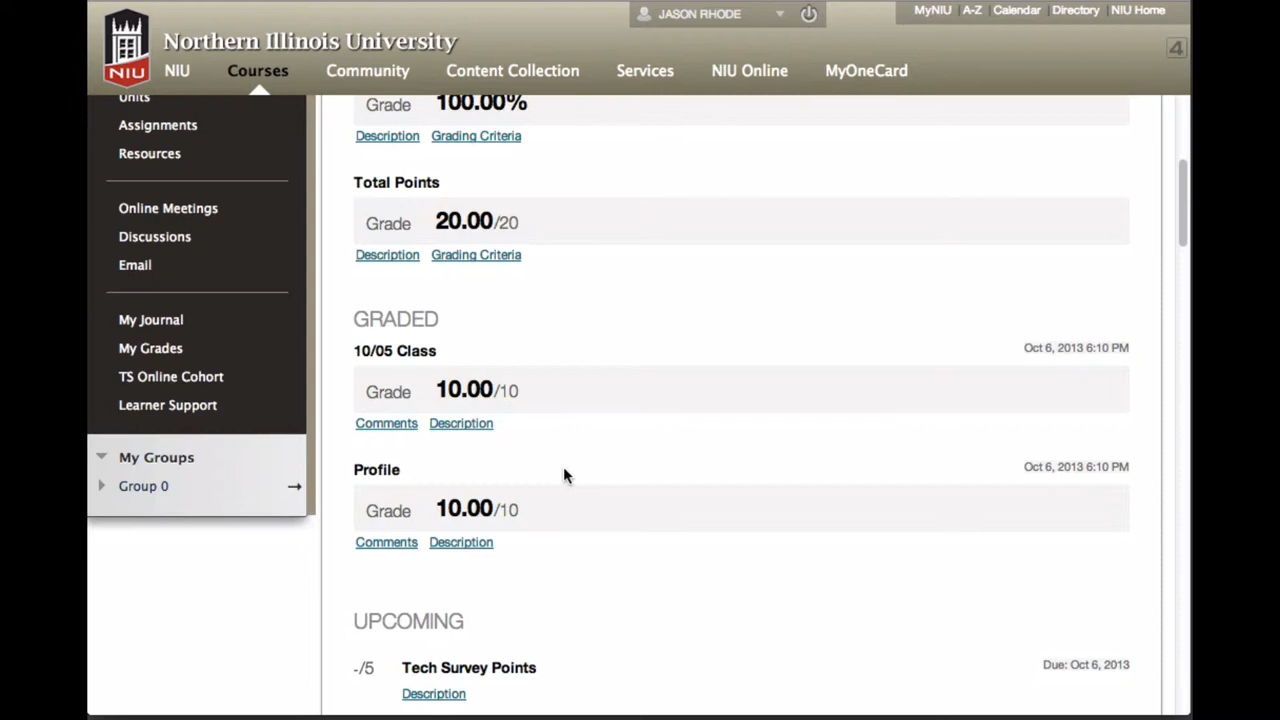 JASON RHODE
MyNIU A-Z Calendar Directory NIU Home
Northern Illinois University
4
NIU
NIU Courses Community Content Collection Services NIU Online MyOneCard
Units
Assignments
Resources
Online Meetings
Discussions
Email
My Journal
My Grades
TS Online Cohort
Learner Support
My Groups
Group 0
Grade 100.00%
Description Grading Criteria
Total Points
Grade 20.00/20
Description Grading Criteria
GRADED
10/05 Class Oct 6, 2013 6:10 PM
Grade 10.00/10
Comments Description
Profile Oct 6, 2013 6:10 PM
Grade 10.00/10
Comments Description
UPCOMING
-/5 Tech Survey Points Due: Oct 6, 2013
Description